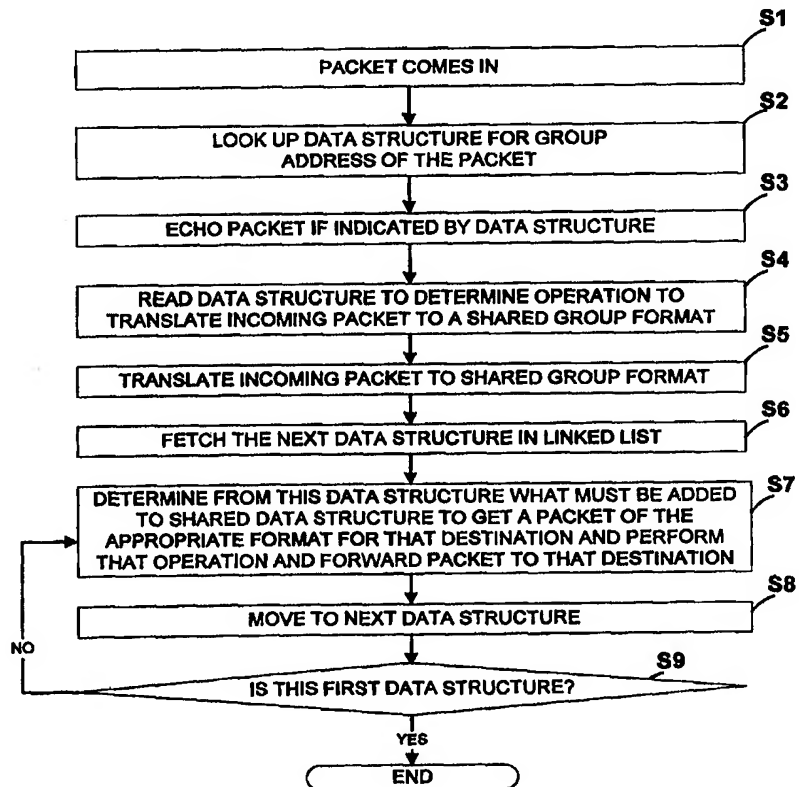 S1
PACKET COMES IN
S2
LOOK UP DATA STRUCTURE FOR GROUP
ADDRESS OF THE PACKET
S3
ECHO PACKET IF INDICATED BY DATA STRUCTURE
S4
READ DATA STRUCTURE TO DETERMINE OPERATION TO
TRANSLATE INCOMING PACKET TO A SHARED GROUP FORMAT
S5
TRANSLATE INCOMING PACKET TO SHARED GROUP FORMAT
S6
FETCH THE NEXT DATA STRUCTURE IN LINKED LIST
S7
DETERMINE FROM THIS DATA STRUCTURE WHAT MUST BE ADDED
TO SHARED DATA STRUCTURE TO GET A PACKET OF THE
APPROPRIATE FORMAT FOR THAT DESTINATION AND PERFORM
THAT OPERATION AND FORWARD PACKET TO THAT DESTINATION
S8
MOVE TO NEXT DATA STRUCTURE
NO
S9
IS THIS FIRST DATA STRUCTURE?
YES
END